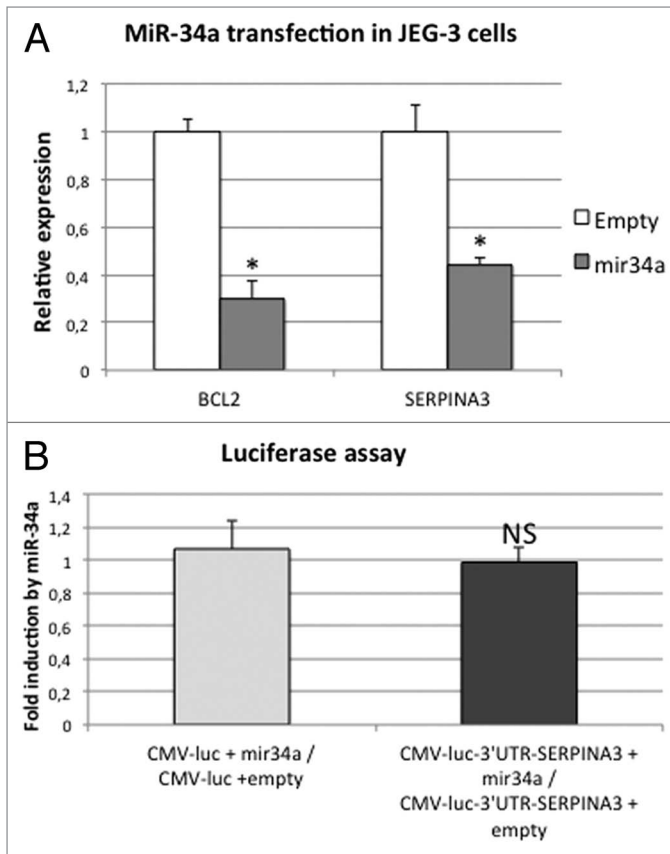 A
MiR-34a transfection in JEG-3 cells
Relative expression
1,2
1
0,8
0,6
0,4
0,2
0
*
*
BCL2
SERPINA3
Empty
mir34a
B
Luciferase assay
Fold induction by miR-34a
1,4
1,2
1
0,8
0,6
0,4
0,2
0
NS
CMV-luc + mir34a /
CMV-luc +empty
CMV-luc-3'UTR-SERPINA3 +
mir34a /
CMV-luc-3'UTR-SERPINA3 +
empty